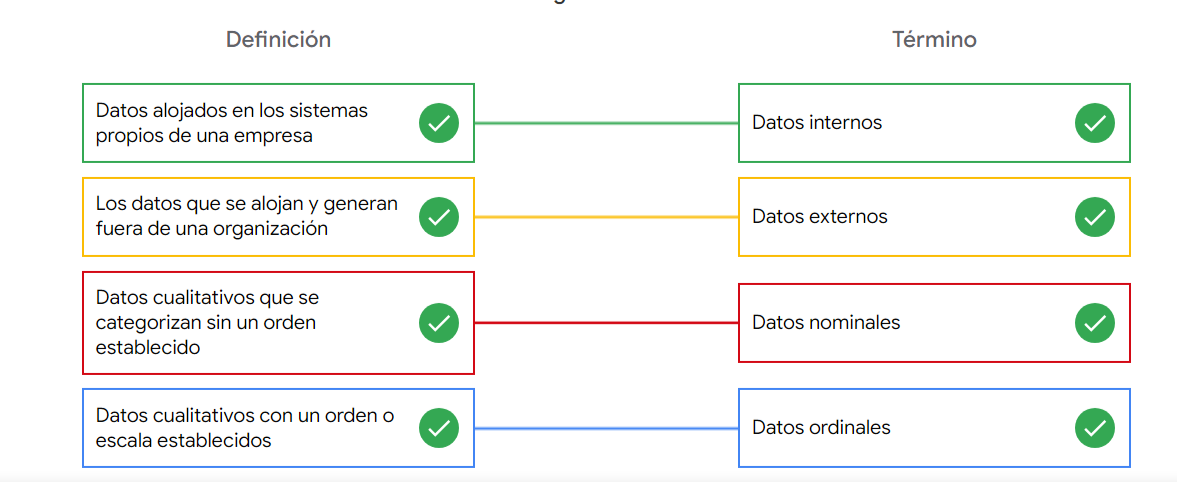 Definición
Término
Datos alojados en los sistemas
propios de una empresa
Datos internos
Los datos que se alojan y generan
fuera de una organización
Datos externos
Datos cualitativos que se
categorizan sin un orden
establecido
Datos nominales
Datos cualitativos con un orden o
escala establecidos
Datos ordinales